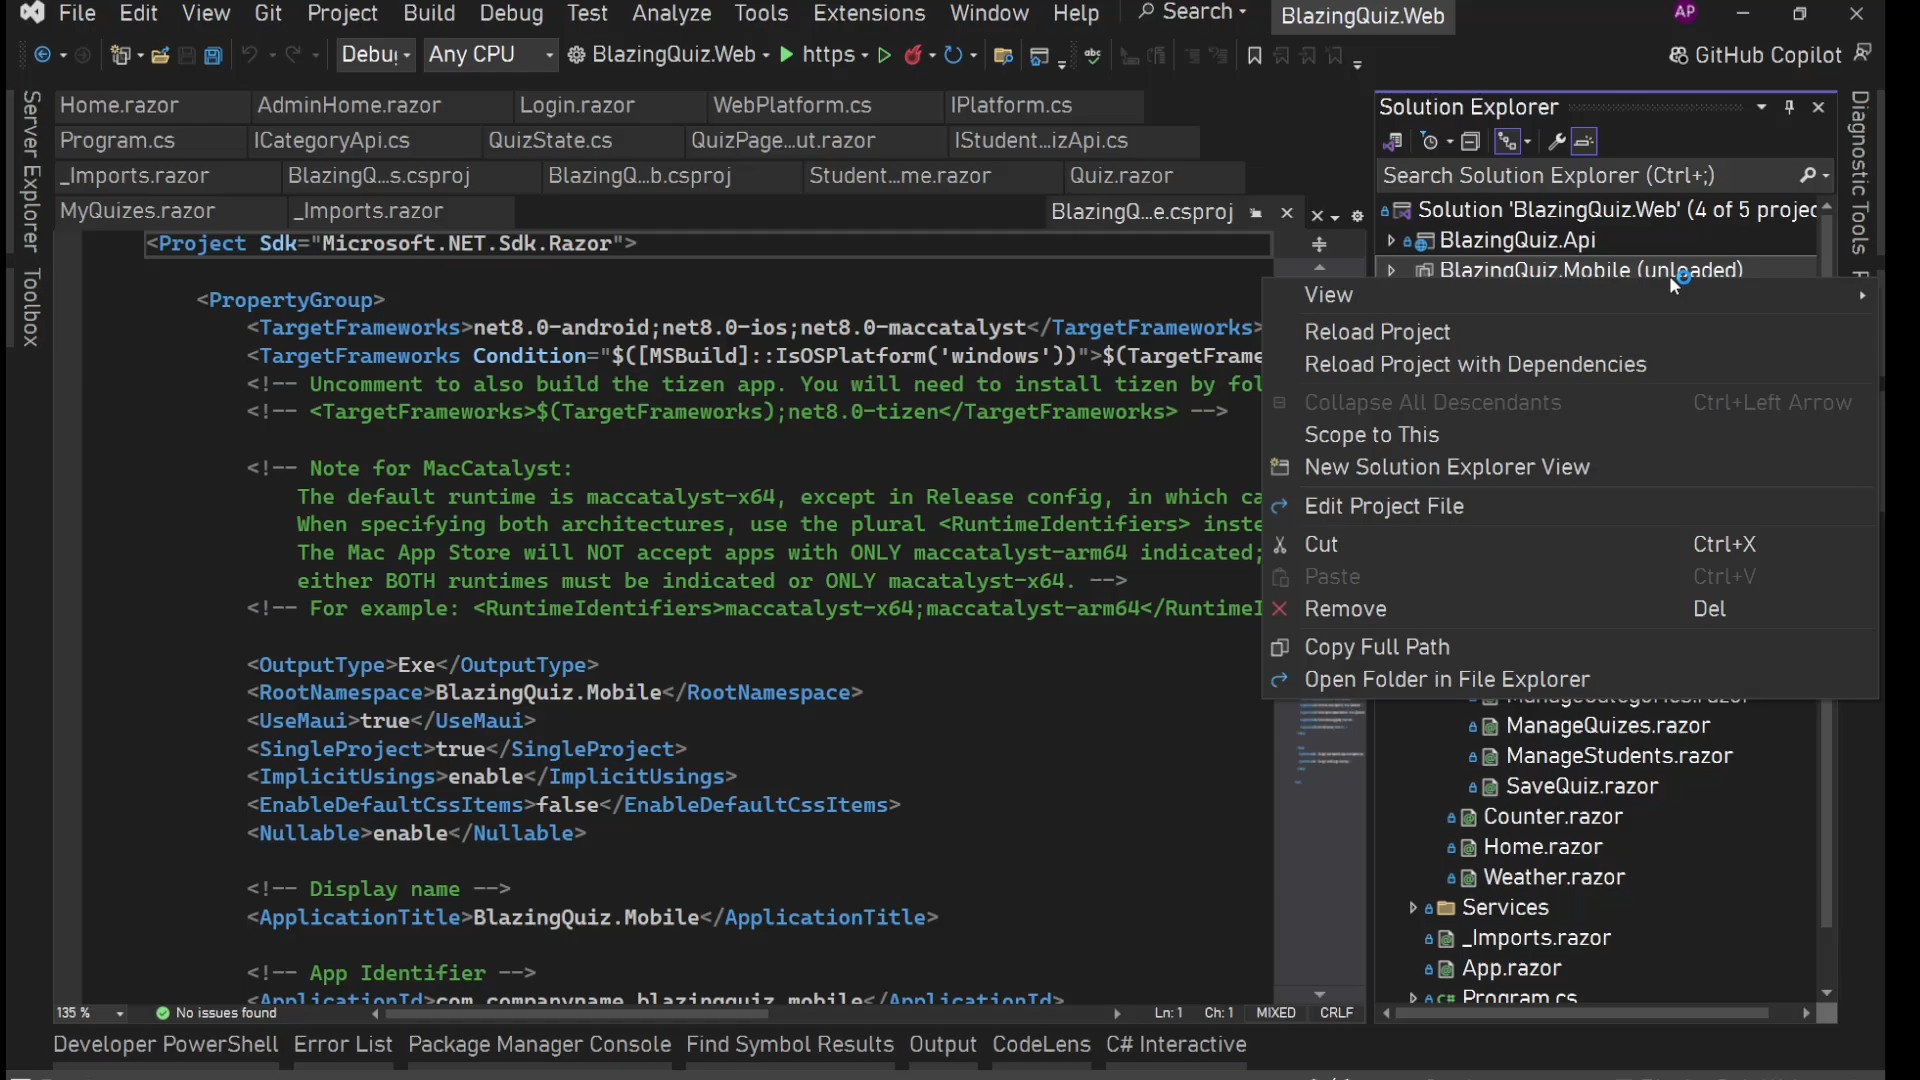 File Edit View Git Project Build Debug Test Analyze Tools Extensions Window Help Search BlazingQuiz.Web AP
Debu Any CPU BlazingQuiz.Web https GitHub Copilot
Home.razor AdminHome.razor Login.razor WebPlatform.cs IPlatform.cs
Program.cs ICategoryApi.cs QuizState.cs QuizPage...ut.razor IStudent...izApi.cs
_Imports.razor BlazingQ...s.csproj BlazingQ...b.csproj Student...me.razor Quiz.razor
MyQuizes.razor _Imports.razor BlazingQ...e.csproj
Server Explorer
Toolbox
<Project Sdk="Microsoft.NET.Sdk.Razor">
<PropertyGroup>
<TargetFrameworks>net8.0-android;net8.0-ios;net8.0-maccatalyst</TargetFrameworks>
<TargetFrameworks Condition="$([MSBuild]::IsOSPlatform('windows'))">$(TargetFrame
<!-- Uncomment to also build the tizen app. You will need to install tizen by fol
<!-- <TargetFrameworks>$(TargetFrameworks);net8.0-tizen</TargetFrameworks> -->
<!-- Note for MacCatalyst:
The default runtime is maccatalyst-x64, except in Release config, in which ca
When specifying both architectures, use the plural <RuntimeIdentifiers> inste
The Mac App Store will NOT accept apps with ONLY maccatalyst-arm64 indicated;
either BOTH runtimes must be indicated or ONLY macatalyst-x64. -->
<!-- For example: <RuntimeIdentifiers>maccatalyst-x64;maccatalyst-arm64</RuntimeI
<OutputType>Exe</OutputType>
<RootNamespace>BlazingQuiz.Mobile</RootNamespace>
<UseMaui>true</UseMaui>
<SingleProject>true</SingleProject>
<ImplicitUsings>enable</ImplicitUsings>
<EnableDefaultCssItems>false</EnableDefaultCssItems>
<Nullable>enable</Nullable>
<!-- Display name -->
<ApplicationTitle>BlazingQuiz.Mobile</ApplicationTitle>
<!-- App Identifier -->
<ApplicationId>com.companyname.blazingquiz.mobile</ApplicationId>
135 % No issues found Ln: 1 Ch: 1 MIXED CRLF
Solution Explorer
Search Solution Explorer (Ctrl+;)
Solution 'BlazingQuiz.Web' (4 of 5 projec
BlazingQuiz.Api
BlazingQuiz.Mobile (unloaded)
View
Reload Project
Reload Project with Dependencies
Collapse All Descendants Ctrl+Left Arrow
Scope to This
New Solution Explorer View
Edit Project File
Cut Ctrl+X
Paste Ctrl+V
Remove Del
Copy Full Path
Open Folder in File Explorer
ManageCategories.razor
ManageQuizes.razor
ManageStudents.razor
SaveQuiz.razor
Counter.razor
Home.razor
Weather.razor
Services
_Imports.razor
App.razor
Program.cs
Diagnostic Tools
Developer PowerShell Error List Package Manager Console Find Symbol Results Output CodeLens C# Interactive